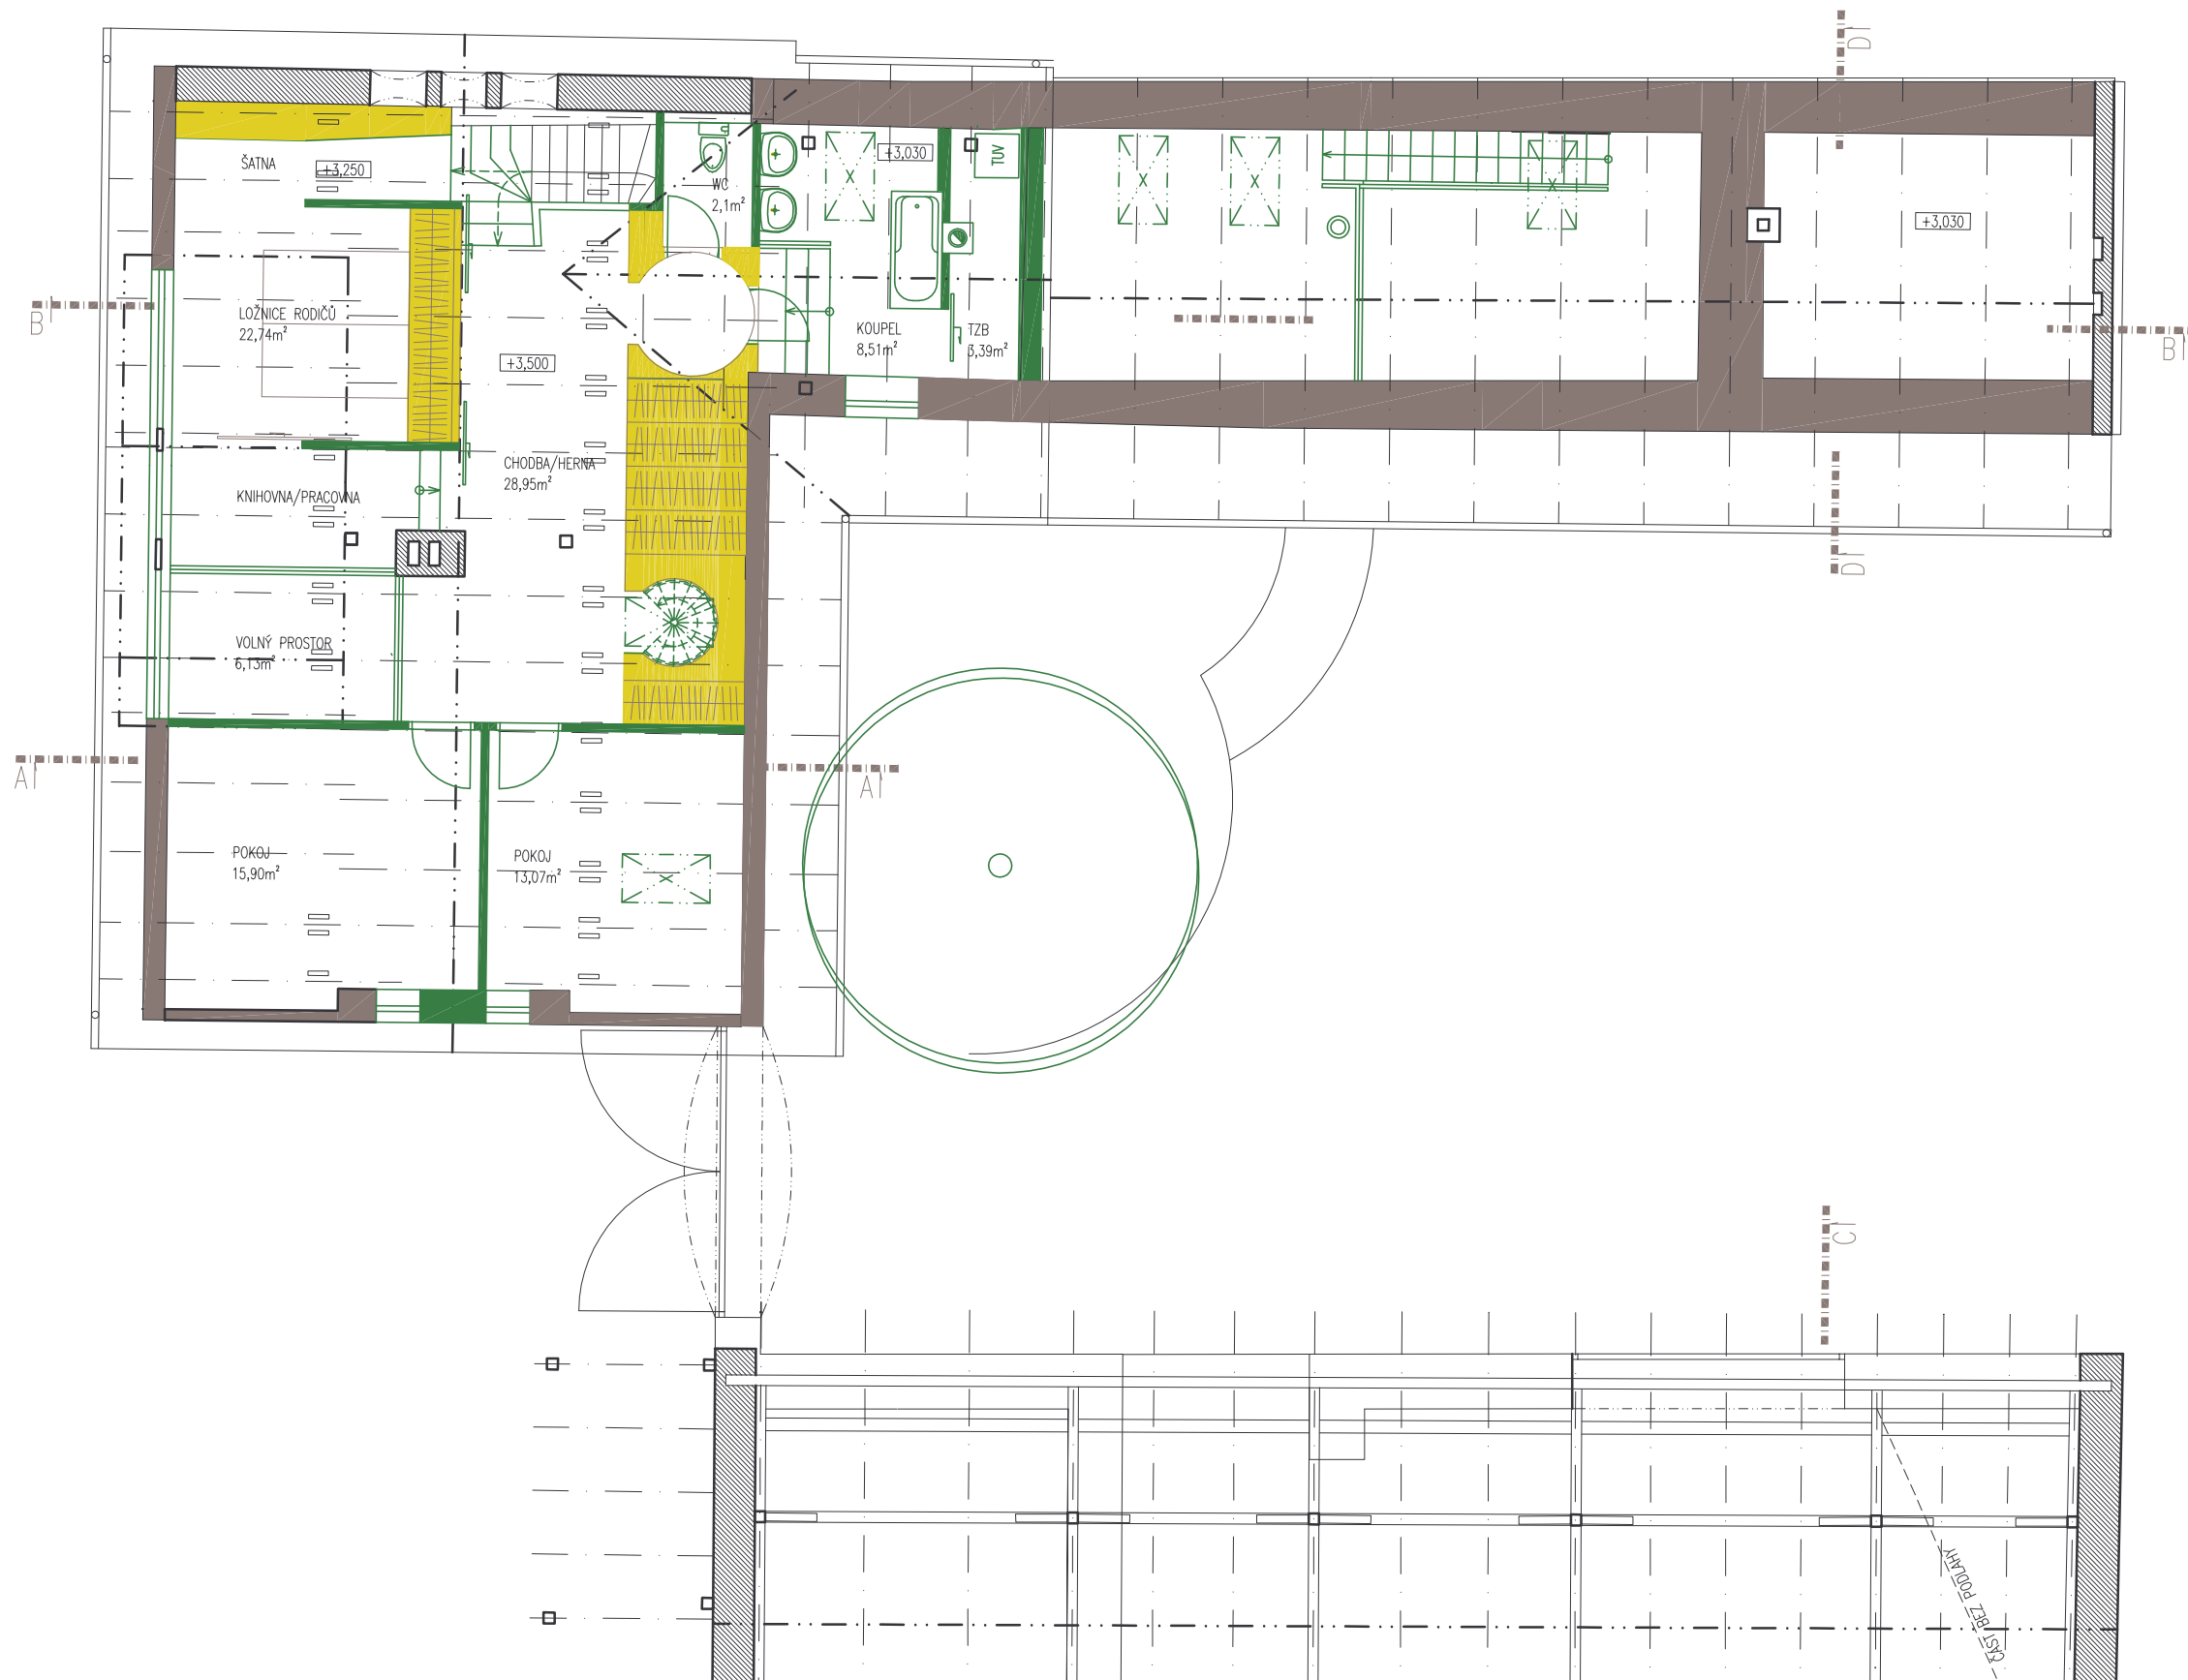 D'
ŠATNA
+3,250
WC
2,1m²
+3,030
TUV
+3,030
B'
LOŽNICE RODIČŮ
22,74m²
KOUPEL
8,51m²
TZB
3,39m²
B'
+3,500
CHODBA/HERNA
28,95m²
KNIHOVNA/PRACOVNA
D'
VOLNÝ PROSTOR
6,13m²
A'
A'
POKOJ
15,90m²
POKOJ
13,07m²
C'
ČÁST BEZ PODLAHY